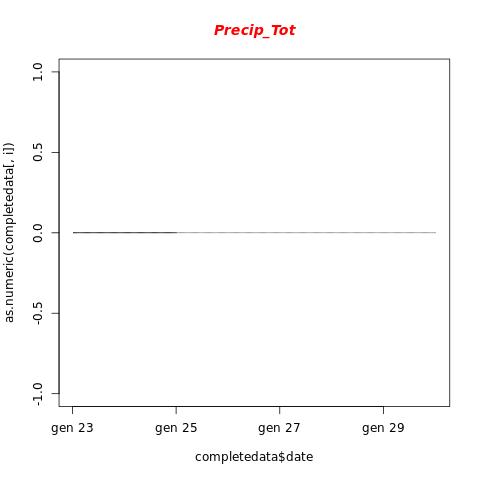 Precip_Tot
1.0
0.5
0.0
-0.5
-1.0
as.numeric(completedata[, i])
gen 23 gen 25 gen 27 gen 29
completedata$date